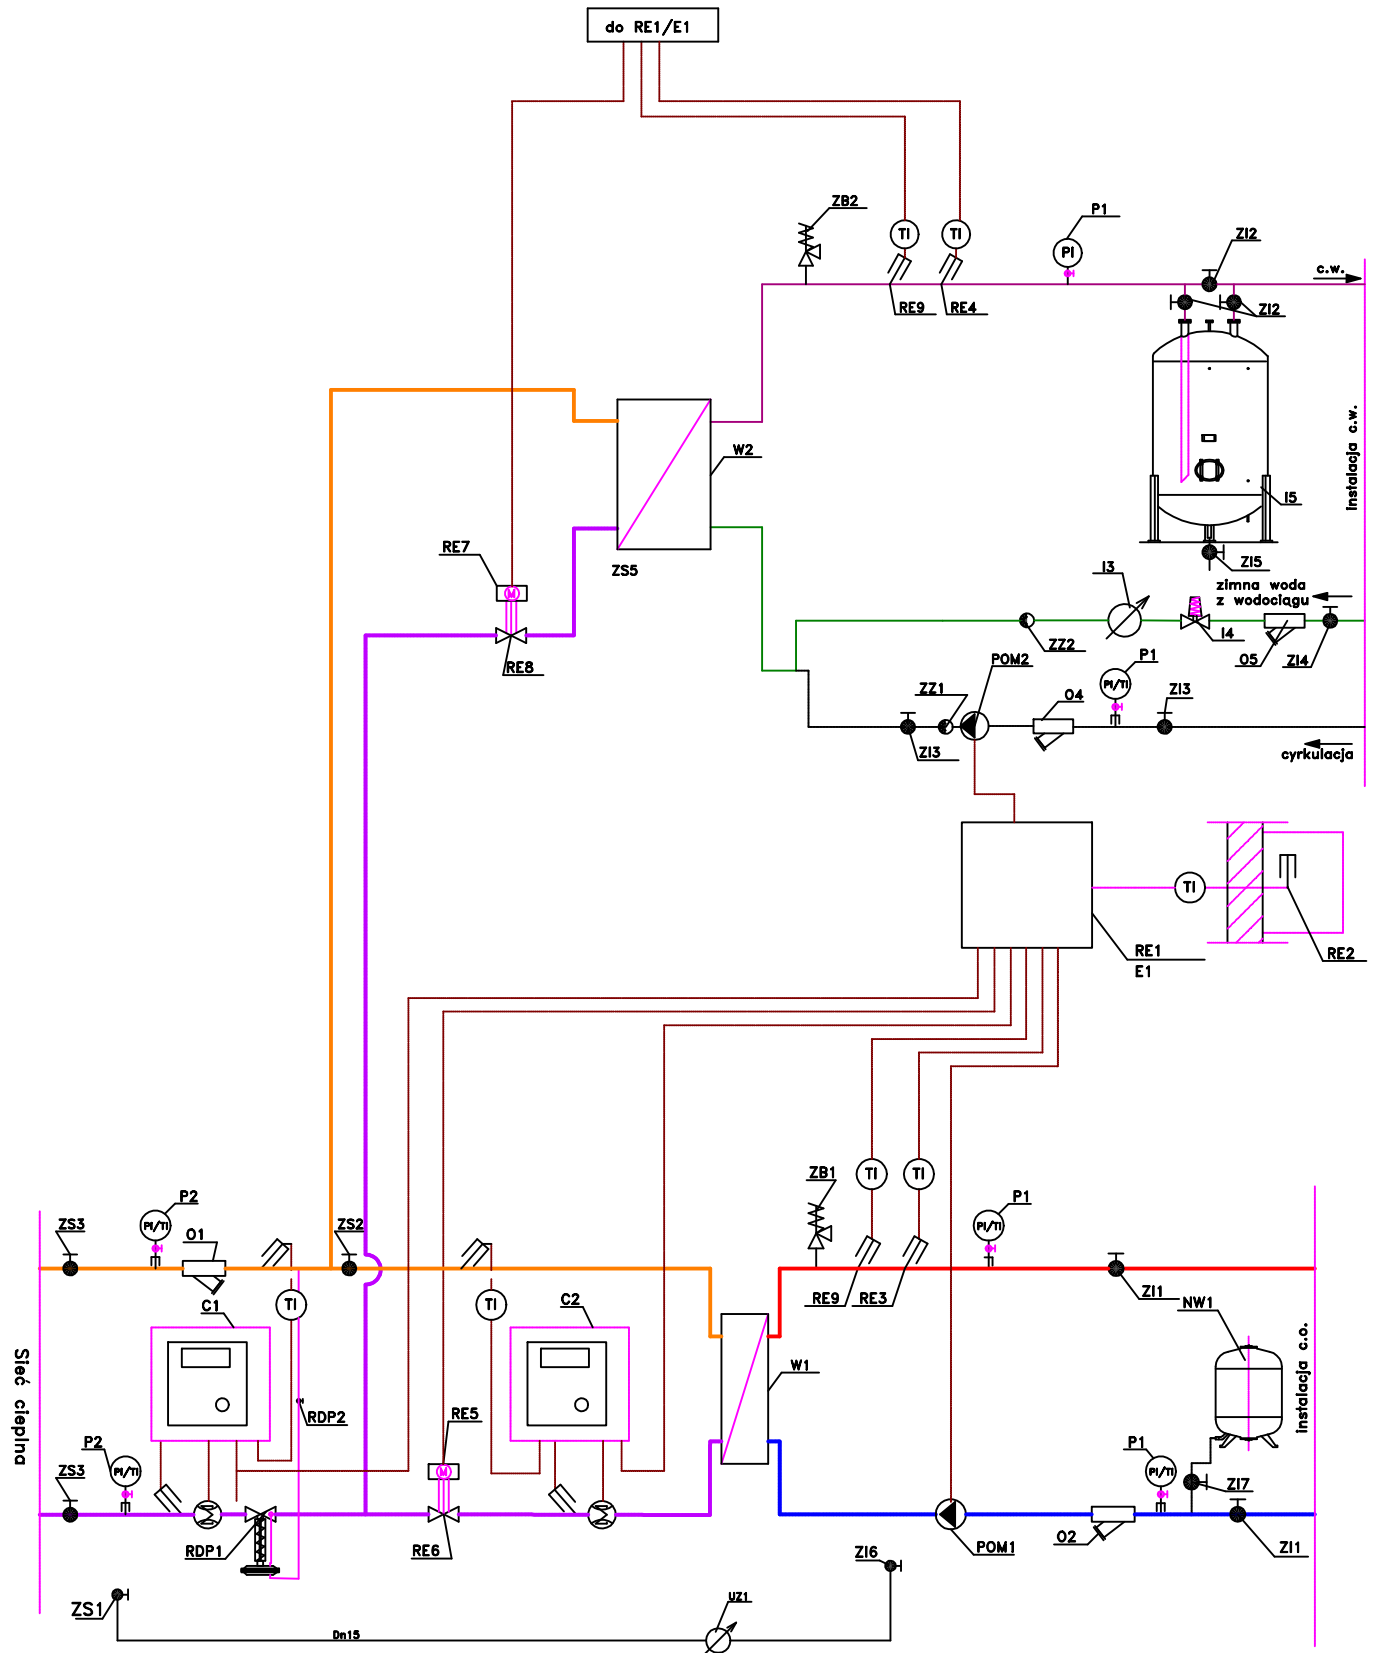 do RE1/E1
ZB2
P1
ZI2
TI
TI
PI
c.w.
RE9
RE4
ZI2
W2
Instalacja c.w.
I5
RE7
ZS5
ZI5
M
I3
zimna woda
z wodociągu
RE8
ZZ2
I4
O5
ZI4
POM2
P1
PI/TI
ZZ1
O4
ZI3
ZI3
cyrkulacja
TI
RE1
E1
RE2
ZB1
TI
TI
P2
P1
ZS3
PI/TI
O1
ZS2
PI/TI
C1
TI
TI
C2
RE9
RE3
ZI1
NW1
Sieć cieplna
W1
instalacja c.o.
RDP2
RE5
P2
P1
PI/TI
M
PI/TI
ZS3
ZI7
RDP1
RE6
POM1
O2
ZI1
ZI6
ZS1
UZ1
Dn15